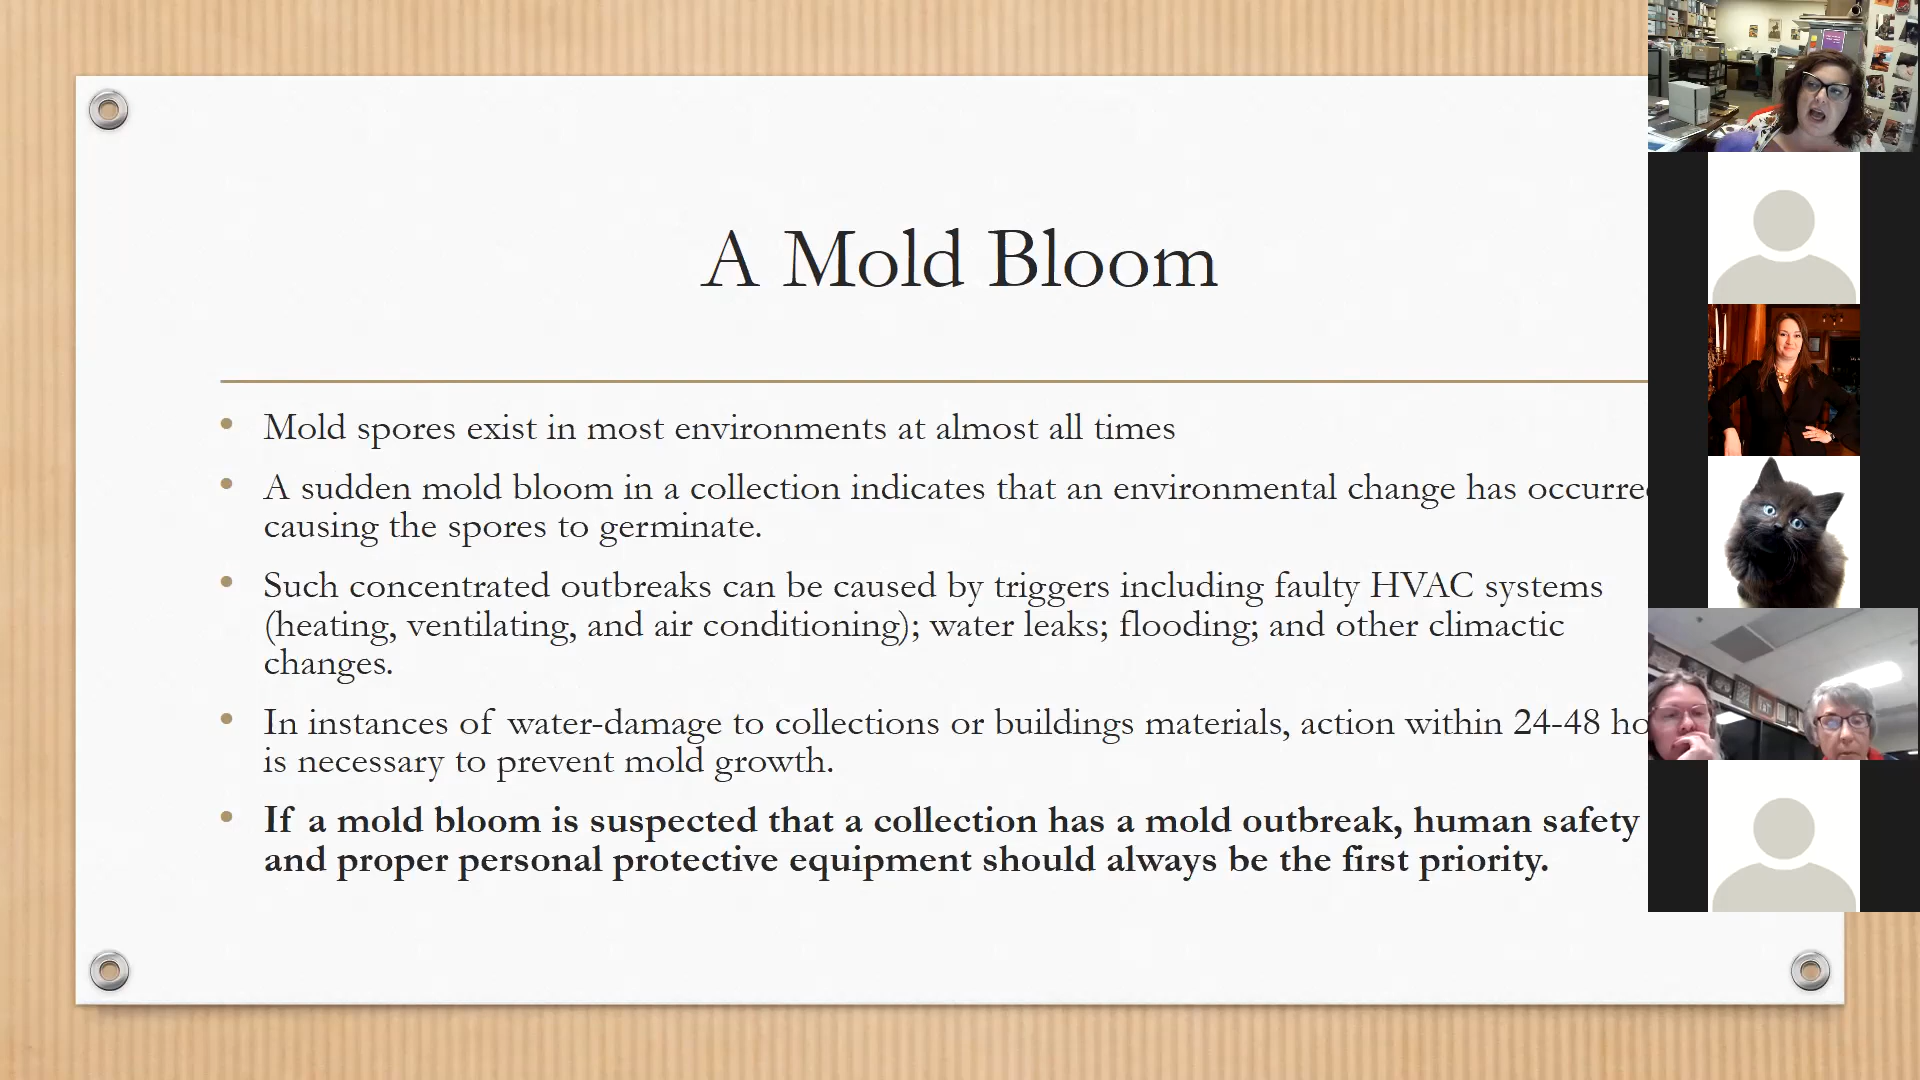 A Mold Bloom
Mold spores exist in most environments at almost all times
A sudden mold bloom in a collection indicates that an environmental change has
causing the spores to germinate.
Such concentrated outbreaks can be caused by triggers including faulty HVAC systems
(heating, ventilating, and air conditioning); water leaks; flooding; and other climactic
changes.
In instances of water-damage to collections or buildings materials, action within 24-48
is necessary to prevent mold growth.
If a mold bloom is suspected that a collection has a mold outbreak, human safety
and proper personal protective equipment should always be the first priority.